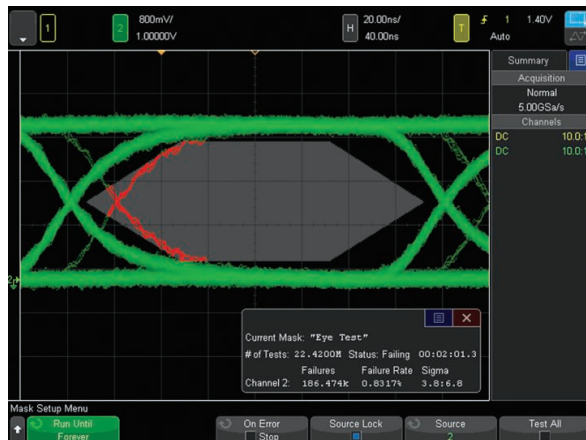 1
2
800mV/
1.00000V
H
20.00ns/
40.00ns
T
1
1.40V
Auto
Summary
Acquisition
Normal
5.00GSa/s
Channels
DC 10.0:1
DC 10.0:1
2
Current Mask: "Eye Test"
# of Tests: 22.4200M Status: Failing 00:02:01.3
Failures Failure Rate Sigma
Channel 2: 186.474k 0.8317% 3.8:6.8
Mask Setup Menu
Run Until
Forever
On Error
Stop
Source Lock
Source
2
Test All